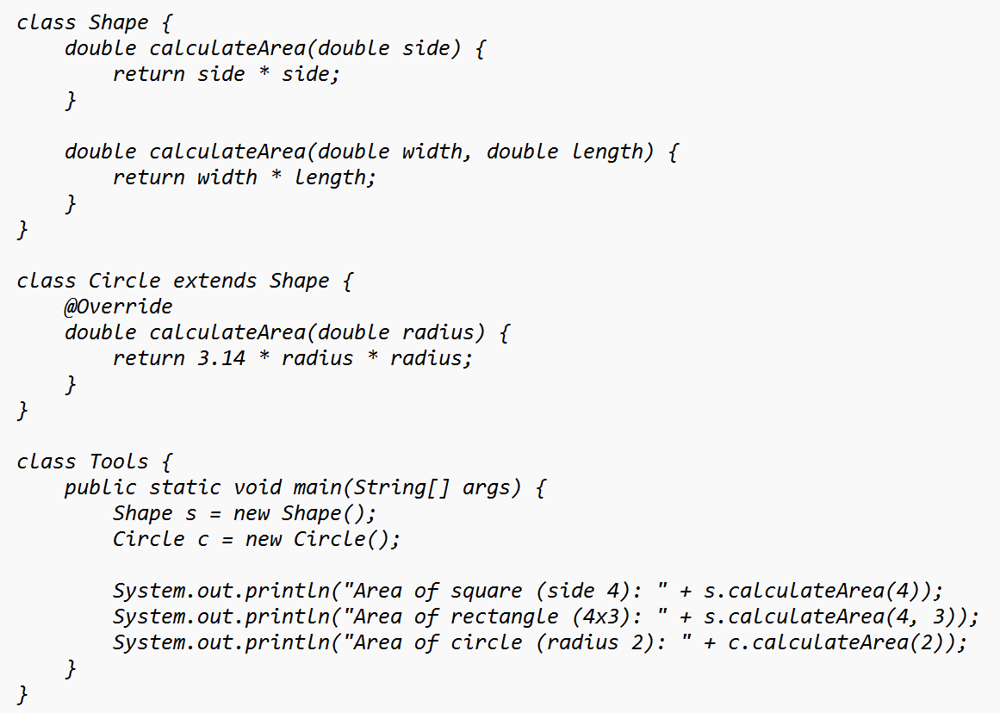 class Shape {
    double calculateArea(double side) {
        return side * side;
    }

    double calculateArea(double width, double length) {
        return width * length;
    }
}

class Circle extends Shape {
    @Override
    double calculateArea(double radius) {
        return 3.14 * radius * radius;
    }
}

class Tools {
    public static void main(String[] args) {
        Shape s = new Shape();
        Circle c = new Circle();

        System.out.println("Area of square (side 4): " + s.calculateArea(4));
        System.out.println("Area of rectangle (4x3): " + s.calculateArea(4, 3));
        System.out.println("Area of circle (radius 2): " + c.calculateArea(2));
    }
}